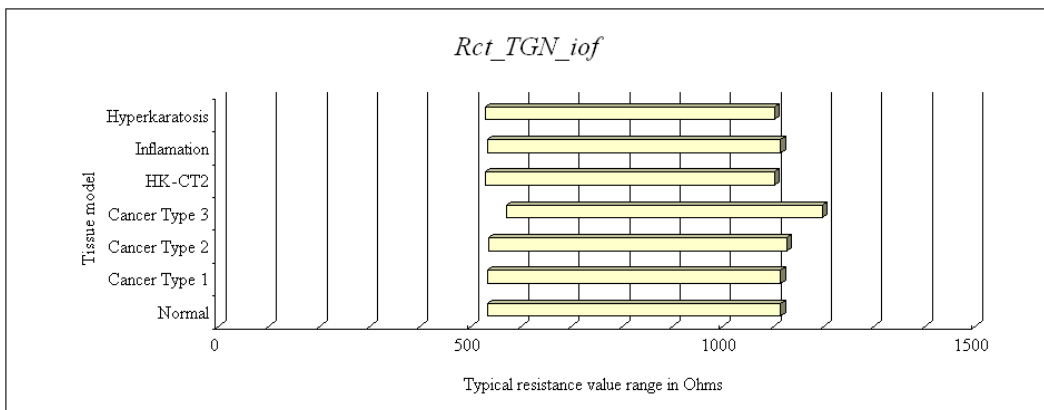 Rct_TGN_iof
Hyperkaratosis
Inflamation
HK-CT2
Cancer Type 3
Cancer Type 2
Cancer Type 1
Normal
Tissue model
0 500 1000 1500
Typical resistance value range in Ohms